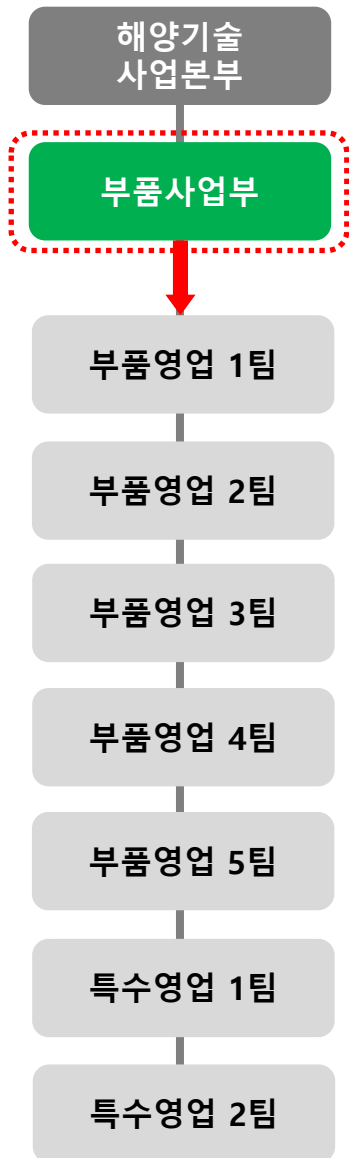 해양기술
사업본부
부품사업부
부품영업 1팀
부품영업 2팀
부품영업 3팀
부품영업 4팀
부품영업 5팀
특수영업 1팀
특수영업 2팀